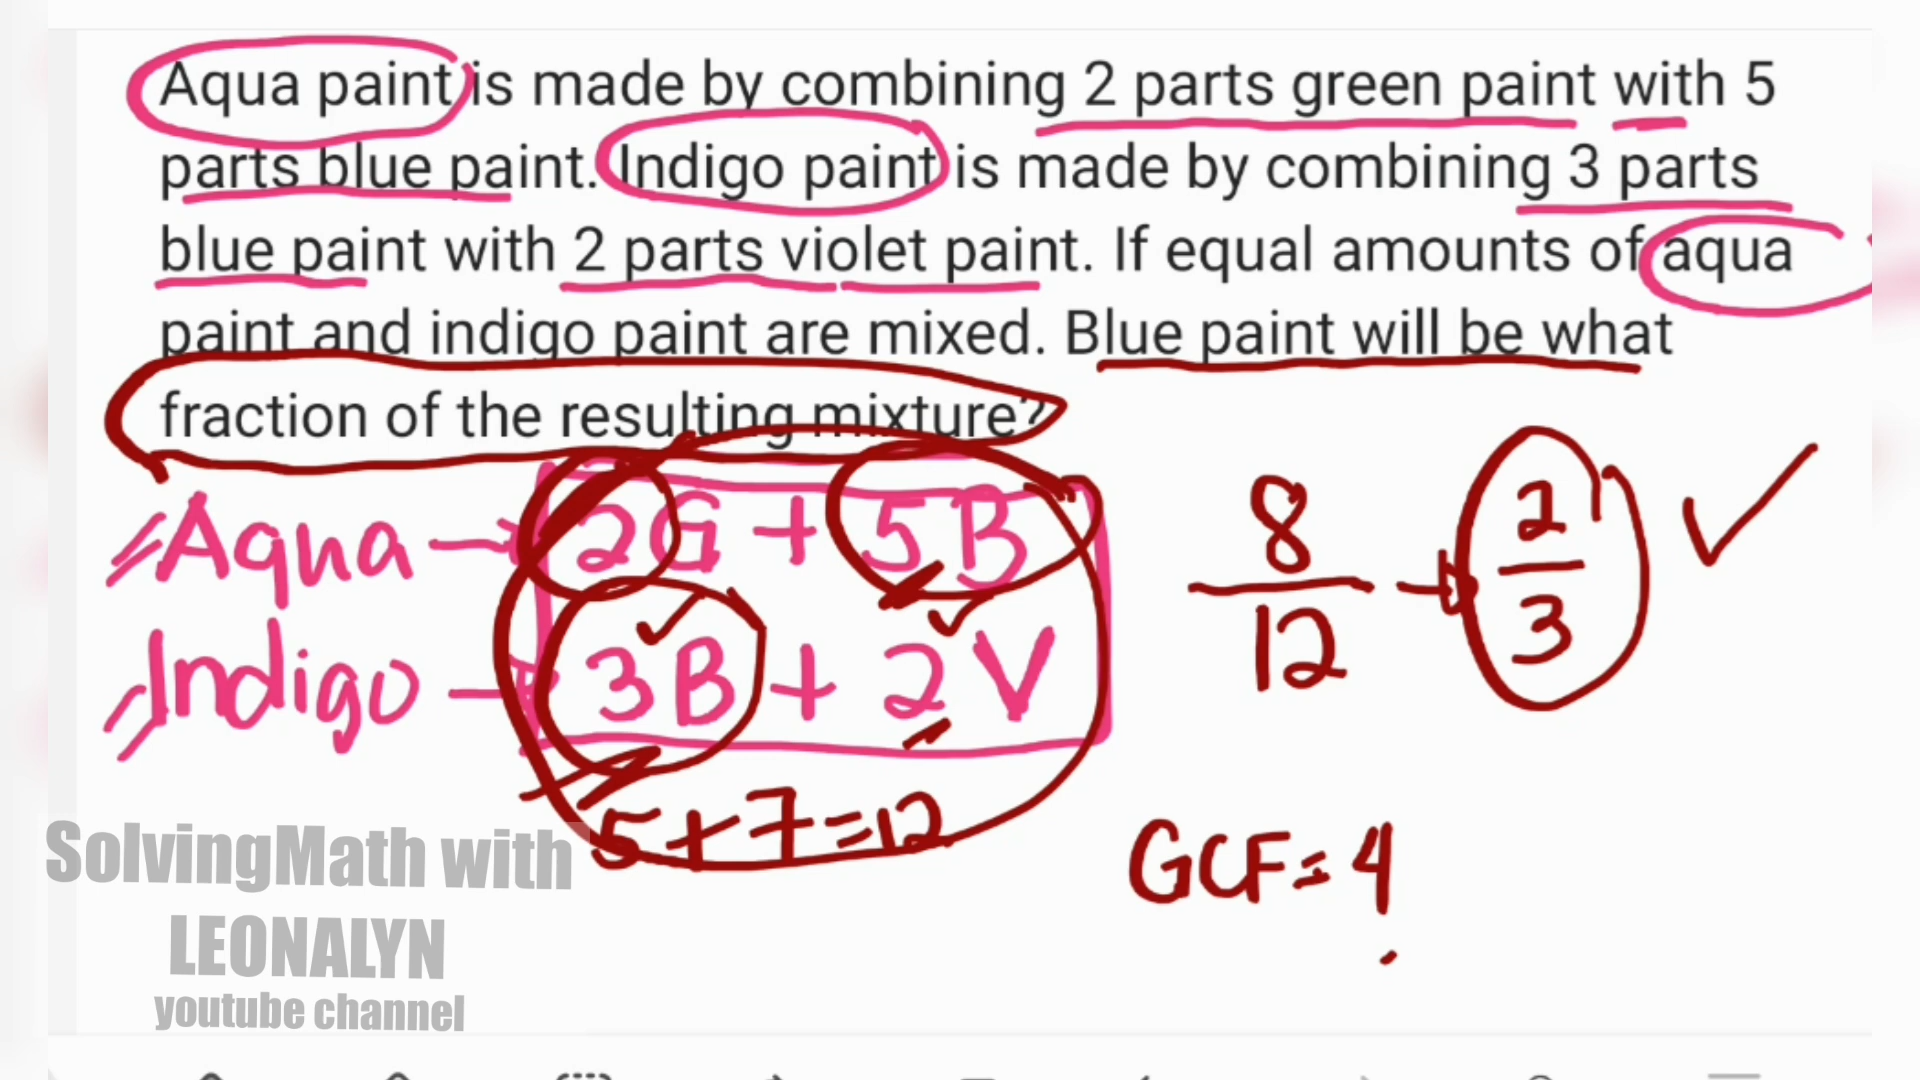 Aqua paint is made by combining 2 parts green paint with 5
parts blue paint. Indigo paint is made by combining 3 parts
blue paint with 2 parts violet paint. If equal amounts of aqua
paint and indigo paint are mixed. Blue paint will be what
fraction of the resulting mixture?
Aqua → 2G + 5B
Indigo → 3B + 2V
5+7=12
8
12
→
2
3
GCF = 4
SolvingMath with
LEONALYN
youtube channel